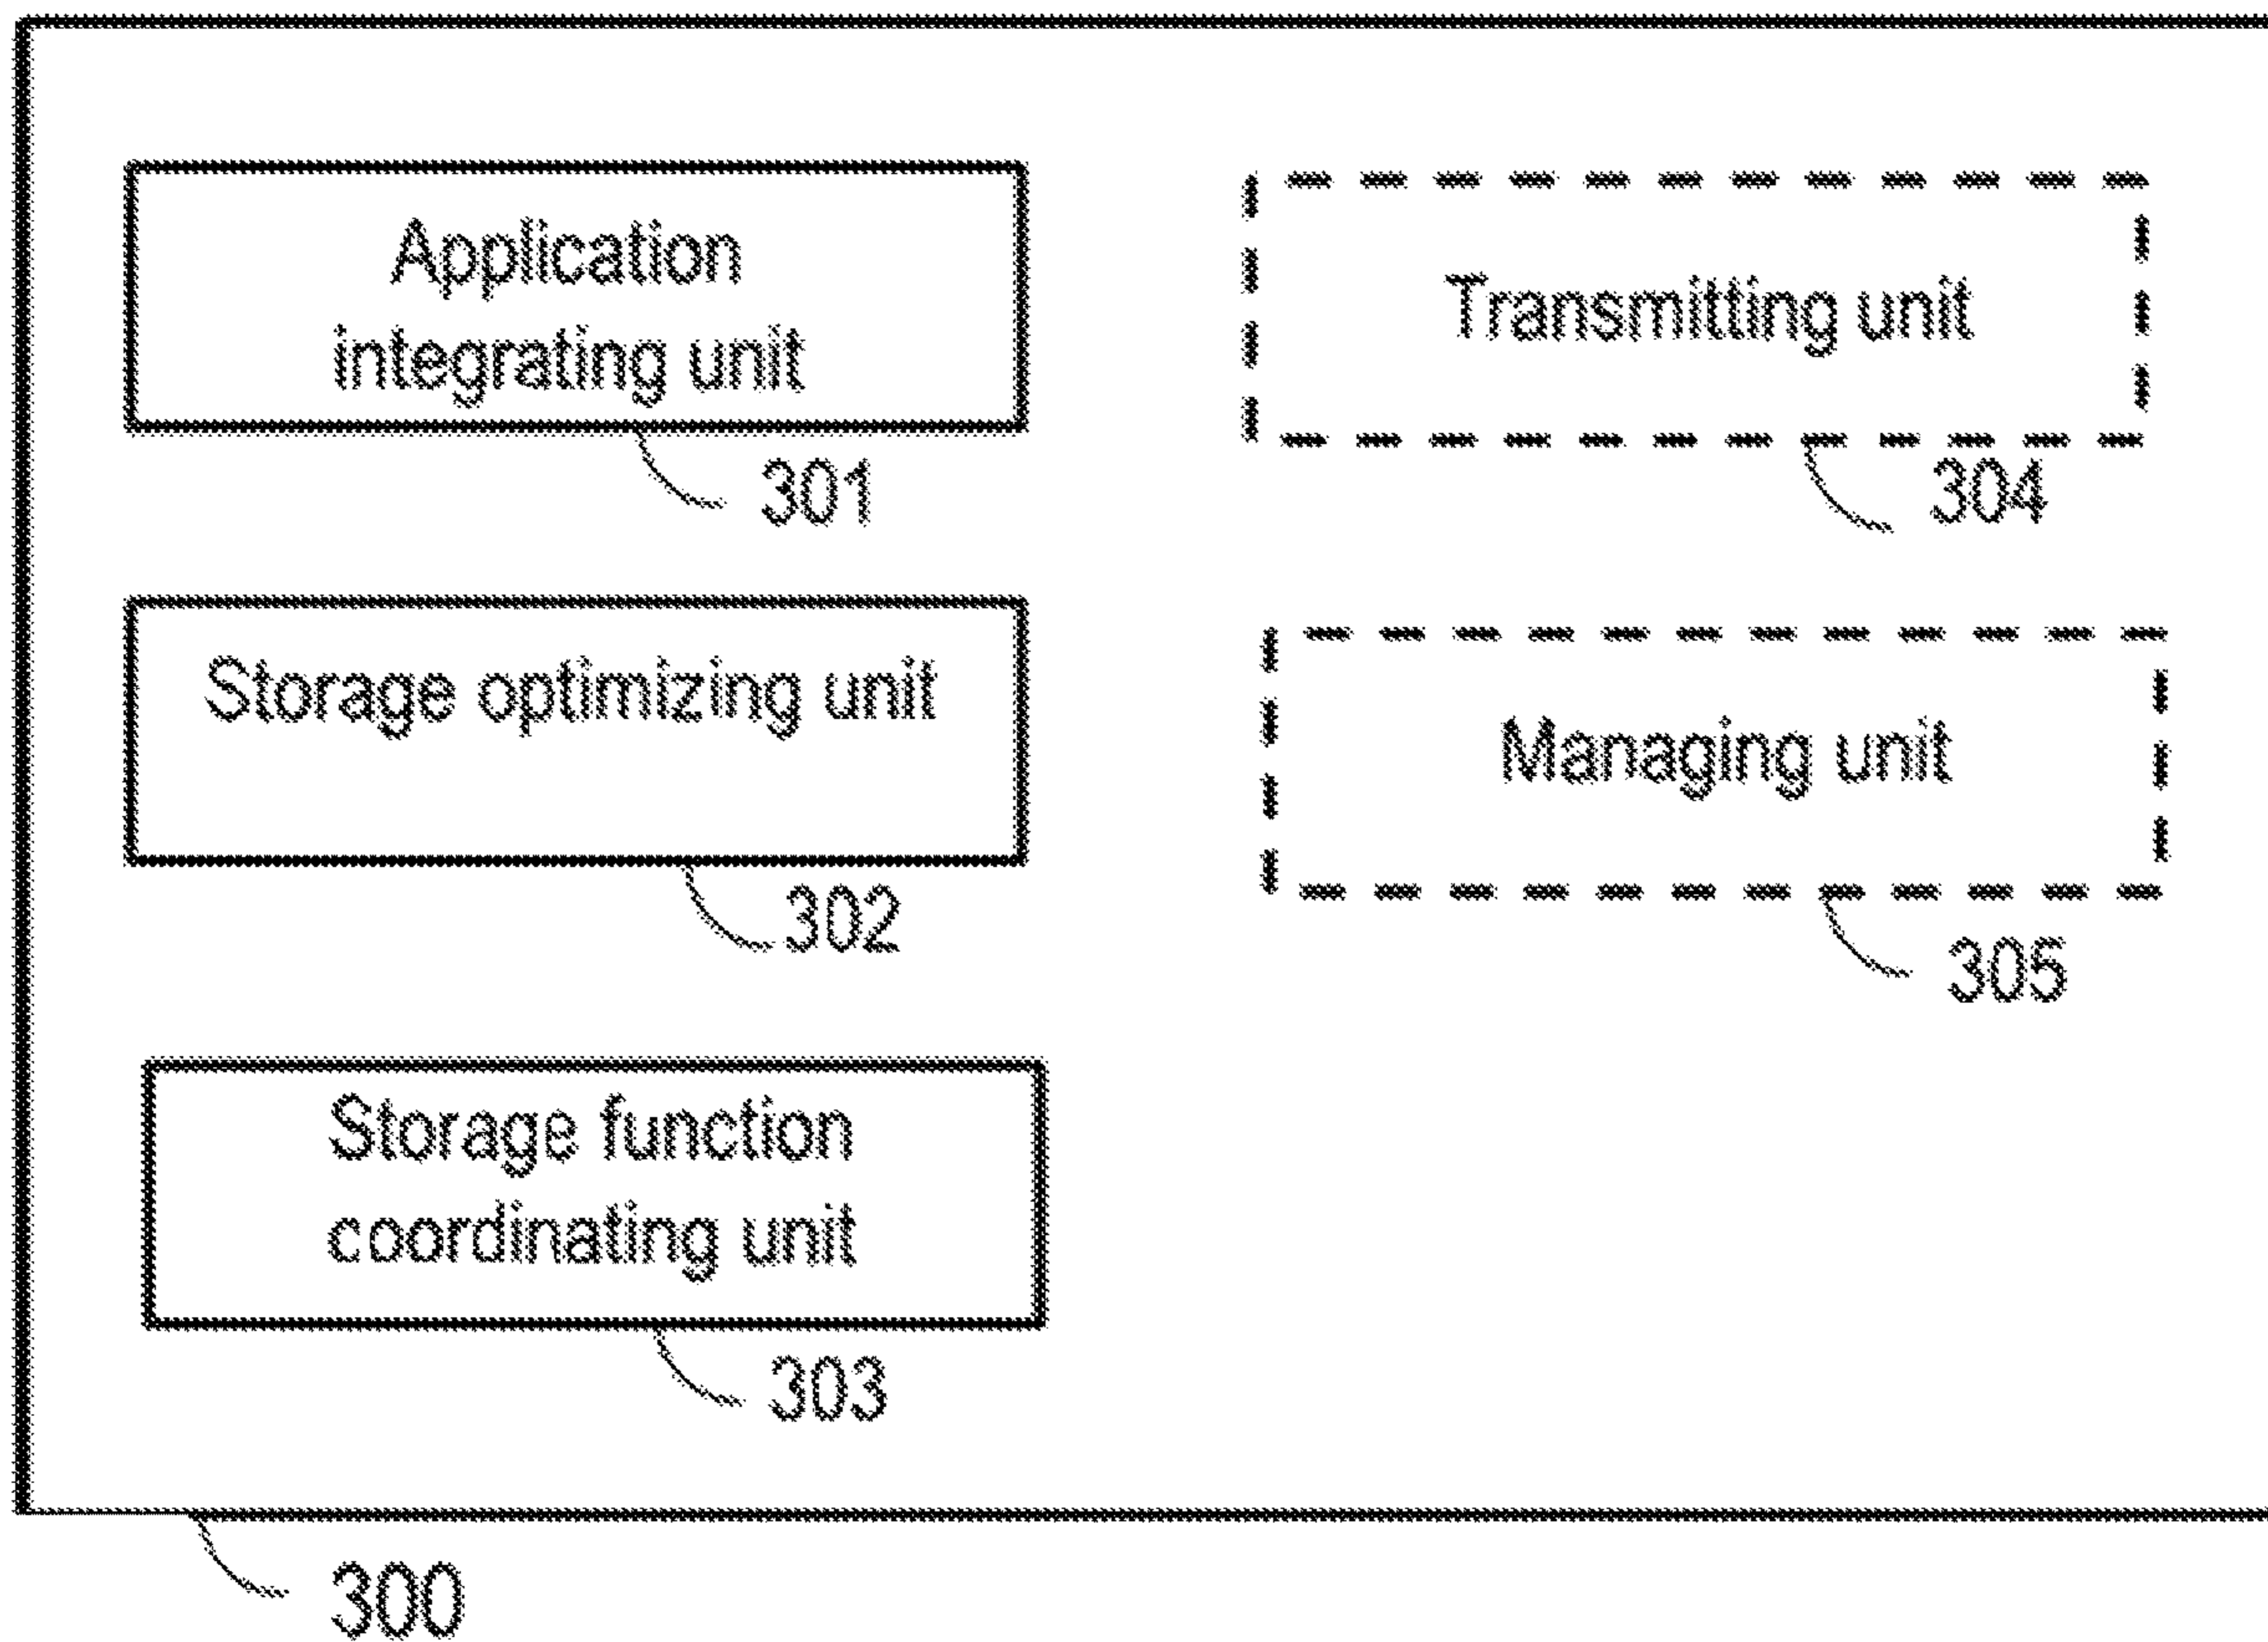 Application
integrating unit
301
Storage optimizing unit
302
Storage function
coordinating unit
303
Transmitting unit
304
Managing unit
305
300